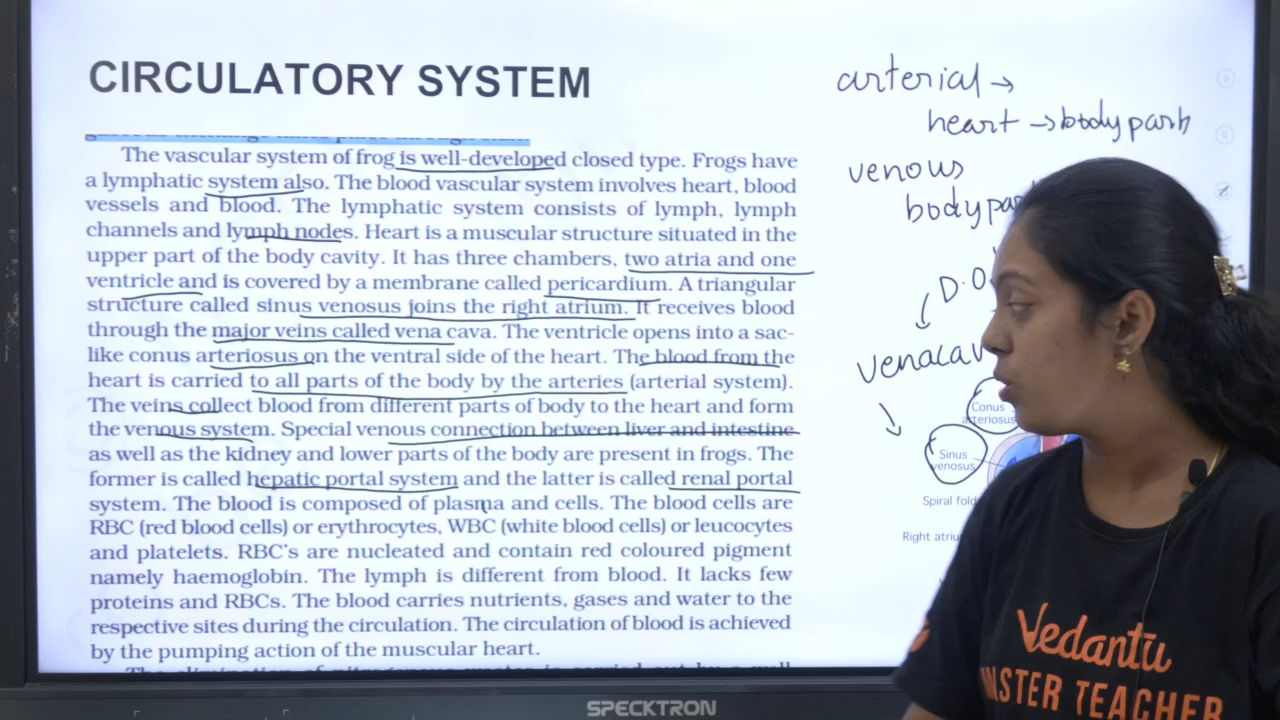 CIRCULATORY SYSTEM
The vascular system of frog is well-developed closed type. Frogs have
a lymphatic system also. The blood vascular system involves heart, blood
vessels and blood. The lymphatic system consists of lymph, lymph
channels and lymph nodes. Heart is a muscular structure situated in the
upper part of the body cavity. It has three chambers, two atria and one
ventricle and is covered by a membrane called pericardium. A triangular
structure called sinus venosus joins the right atrium. It receives blood
through the major veins called vena cava. The ventricle opens into a sac-
like conus arteriosus on the ventral side of the heart. The blood from the
heart is carried to all parts of the body by the arteries (arterial system).
The veins collect blood from different parts of body to the heart and form
the venous system. Special venous connection between liver and intestine
as well as the kidney and lower parts of the body are present in frogs. The
former is called hepatic portal system and the latter is called renal portal
system. The blood is composed of plasma and cells. The blood cells are
RBC (red blood cells) or erythrocytes, WBC (white blood cells) or leucocytes
and platelets. RBC's are nucleated and contain red coloured pigment
namely haemoglobin. The lymph is different from blood. It lacks few
proteins and RBCs. The blood carries nutrients, gases and water to the
respective sites during the circulation. The circulation of blood is achieved
by the pumping action of the muscular heart.
arterial →
heart → body parts
venous
body
D.O
venacav
Conus
arteriosus
Sinus
venosus
Spiral fold
Right atriu
Vedantu
MASTER TEACHER
SPECKTRON